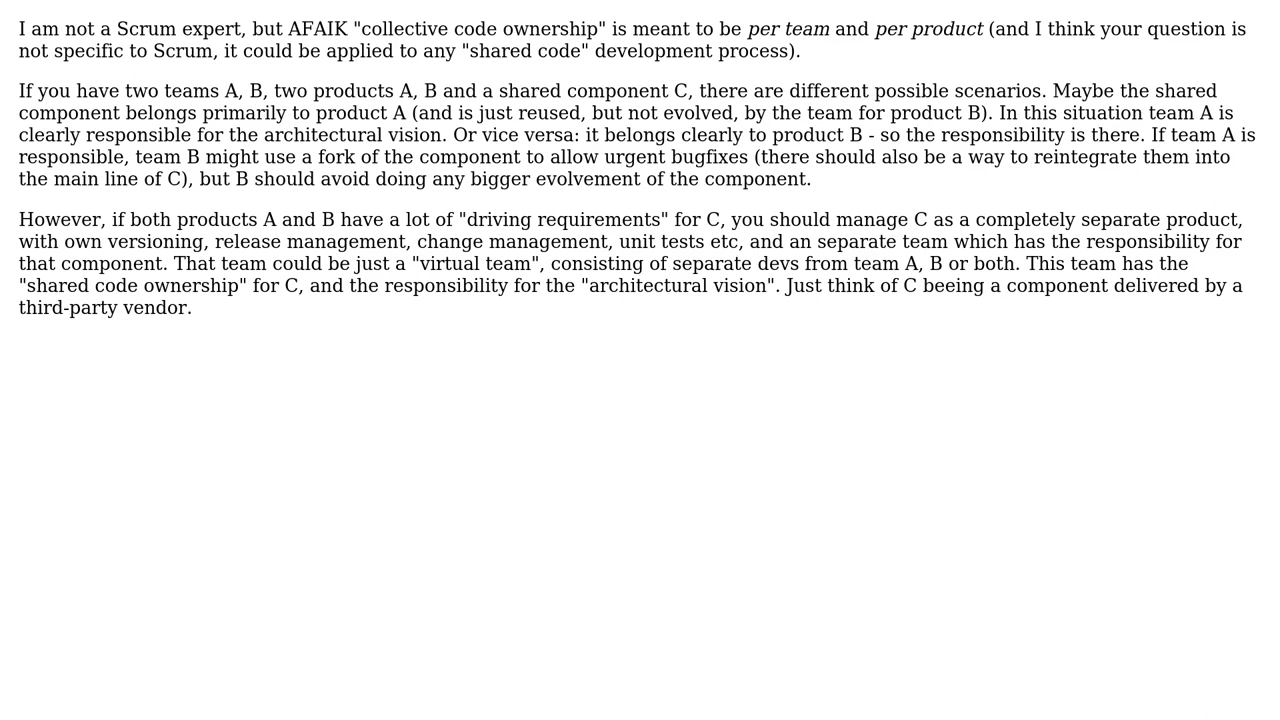 I am not a Scrum expert, but AFAIK "collective code ownership" is meant to be per team and per product (and I think your question is
not specific to Scrum, it could be applied to any "shared code" development process).
If you have two teams A, B, two products A, B and a shared component C, there are different possible scenarios. Maybe the shared
component belongs primarily to product A (and is just reused, but not evolved, by the team for product B). In this situation team A is
clearly responsible for the architectural vision. Or vice versa: it belongs clearly to product B - so the responsibility is there. If team A is
responsible, team B might use a fork of the component to allow urgent bugfixes (there should also be a way to reintegrate them into
the main line of C), but B should avoid doing any bigger evolvement of the component.
However, if both products A and B have a lot of "driving requirements" for C, you should manage C as a completely separate product,
with own versioning, release management, change management, unit tests etc, and an separate team which has the responsibility for
that component. That team could be just a "virtual team", consisting of separate devs from team A, B or both. This team has the
"shared code ownership" for C, and the responsibility for the "architectural vision". Just think of C beeing a component delivered by a
third-party vendor.